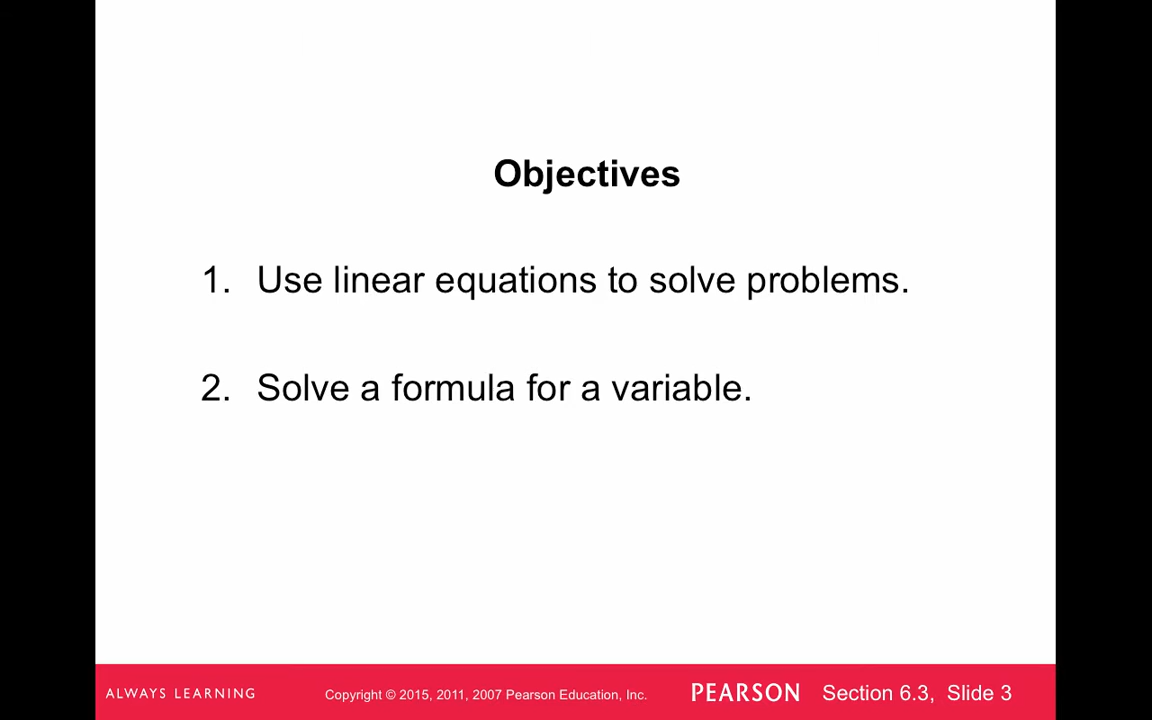 Objectives
1. Use linear equations to solve problems.
2. Solve a formula for a variable.
ALWAYS LEARNING Copyright © 2015, 2011, 2007 Pearson Education, Inc. PEARSON Section 6.3, Slide 3